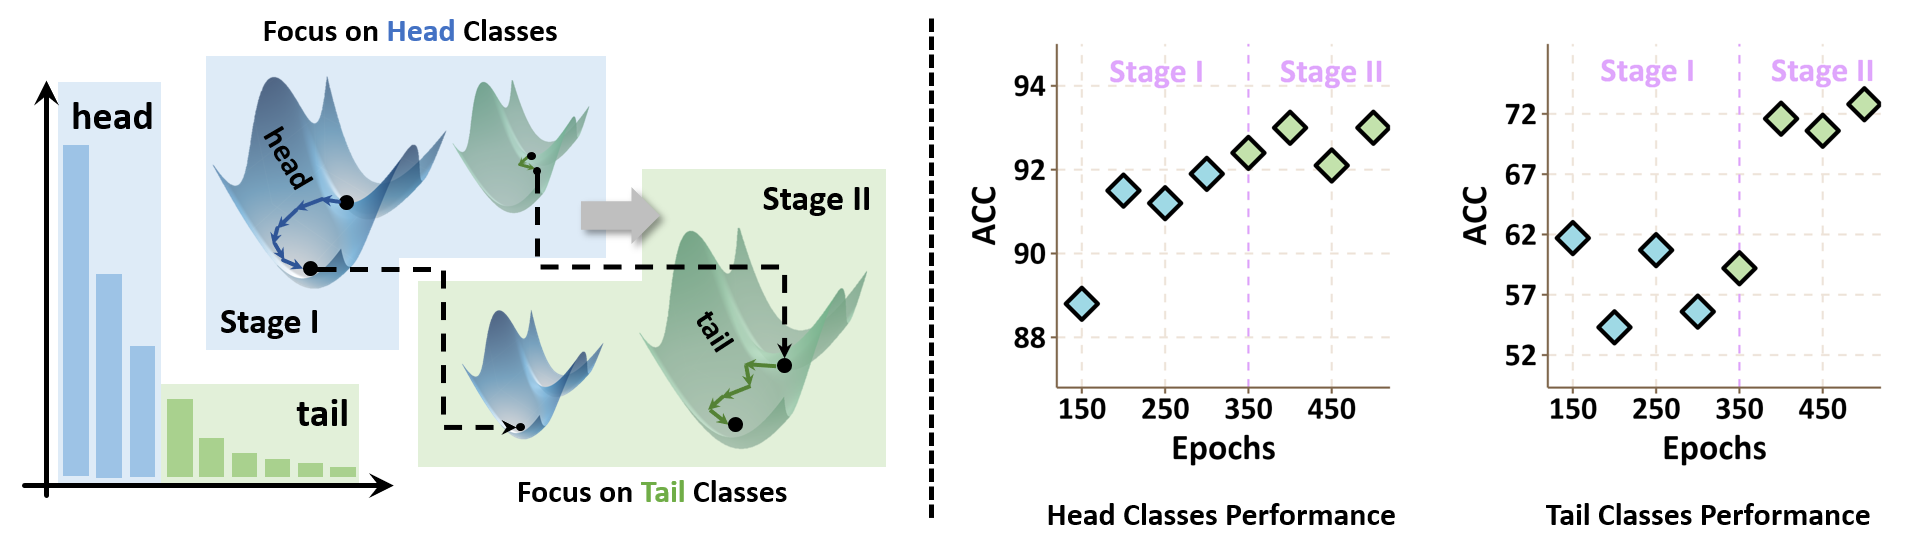 Focus on Head Classes
head
head
Stage I
Stage II
tail
tail
Focus on Tail Classes
Stage I
Stage II
94
92
90
88
ACC
150
250
350
450
Epochs
Head Classes Performance
Stage I
Stage II
72
67
62
57
52
ACC
150
250
350
450
Epochs
Tail Classes Performance